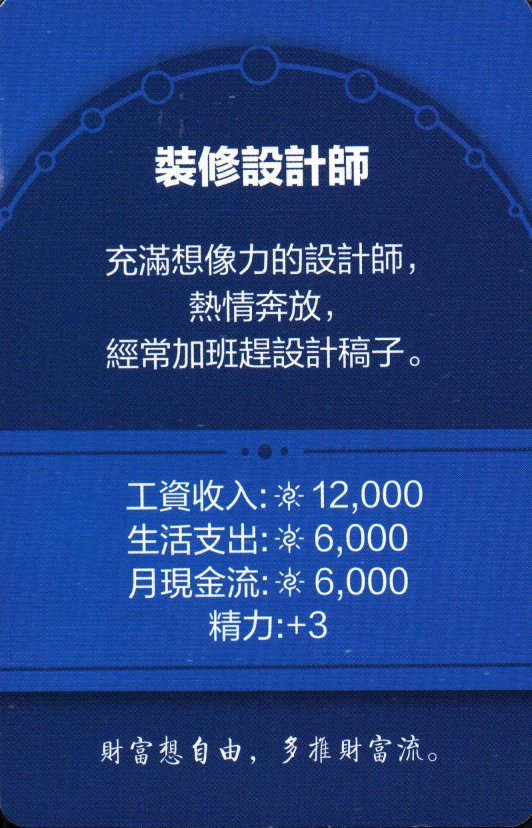 裝修設計師
充滿想像力的設計師，
熱情奔放，
經常加班趕設計稿子。
工資收入: 12,000
生活支出: 6,000
月現金流: 6,000
精力:+3
財富想自由，多推財富流。